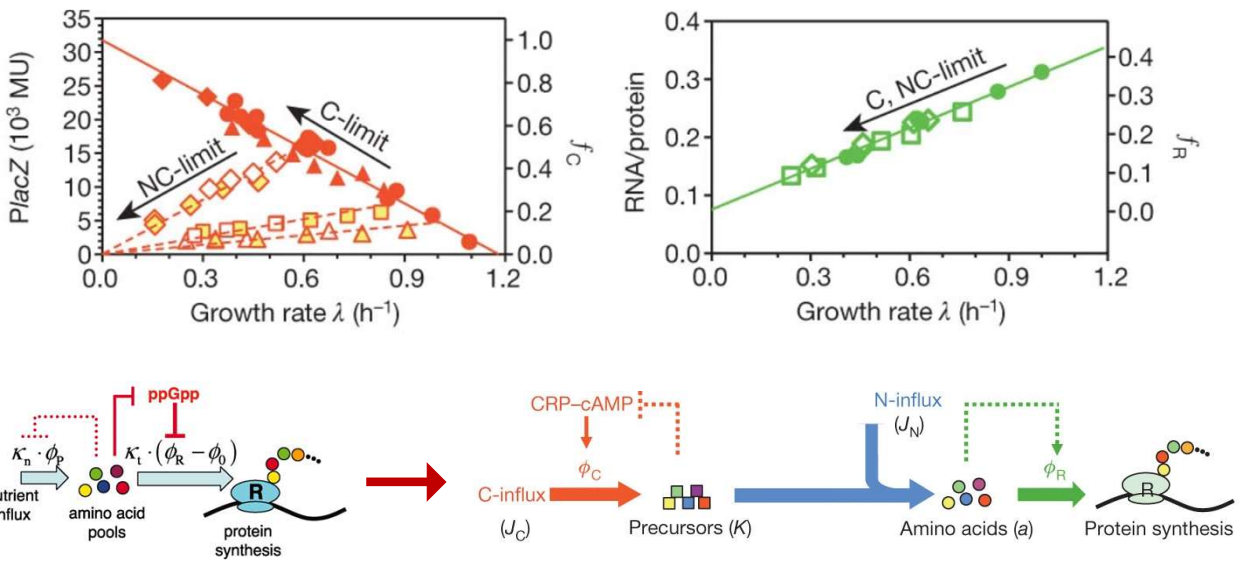 35
30
25
20
15
10
5
0
PlacZ (10³ MU)
1.0
0.8
0.6
0.4
0.2
0.0
f_C
C-limit
NC-limit
0.0 0.3 0.6 0.9 1.2
Growth rate λ (h⁻¹)
0.4
0.3
0.2
0.1
0.0
RNA/protein
0.4
0.3
0.2
0.1
0.0
f_R
C, NC-limit
0.0 0.3 0.6 0.9 1.2
Growth rate λ (h⁻¹)
ppGpp
κ_n · ϕ_P
κ_t · (ϕ_R − ϕ_0)
R
utrient
flux
amino acid
pools
protein
synthesis
CRP–cAMP
ϕ_C
C-influx
(J_C)
Precursors (K)
N-influx
(J_N)
ϕ_R
R
Amino acids (a)
Protein synthesis